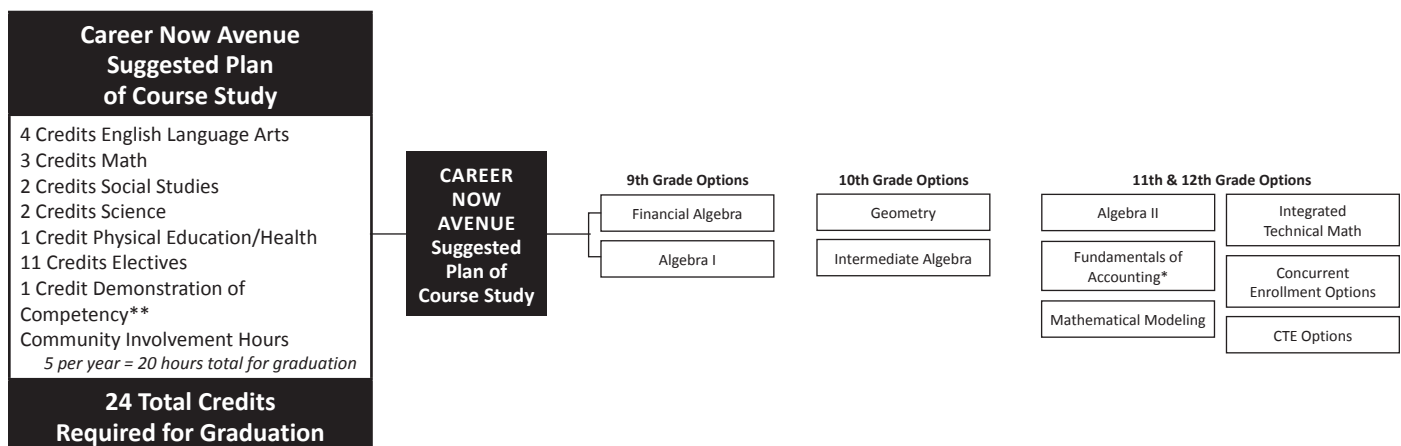 Career Now Avenue
Suggested Plan
of Course Study
4 Credits English Language Arts
3 Credits Math
2 Credits Social Studies
2 Credits Science
1 Credit Physical Education/Health
11 Credits Electives
1 Credit Demonstration of
Competency**
Community Involvement Hours
5 per year = 20 hours total for graduation
24 Total Credits
Required for Graduation
CAREER
NOW
AVENUE
Suggested
Plan of
Course Study
9th Grade Options
Financial Algebra
Algebra I
10th Grade Options
Geometry
Intermediate Algebra
11th & 12th Grade Options
Algebra II
Fundamentals of
Accounting*
Mathematical Modeling
Integrated
Technical Math
Concurrent
Enrollment Options
CTE Options